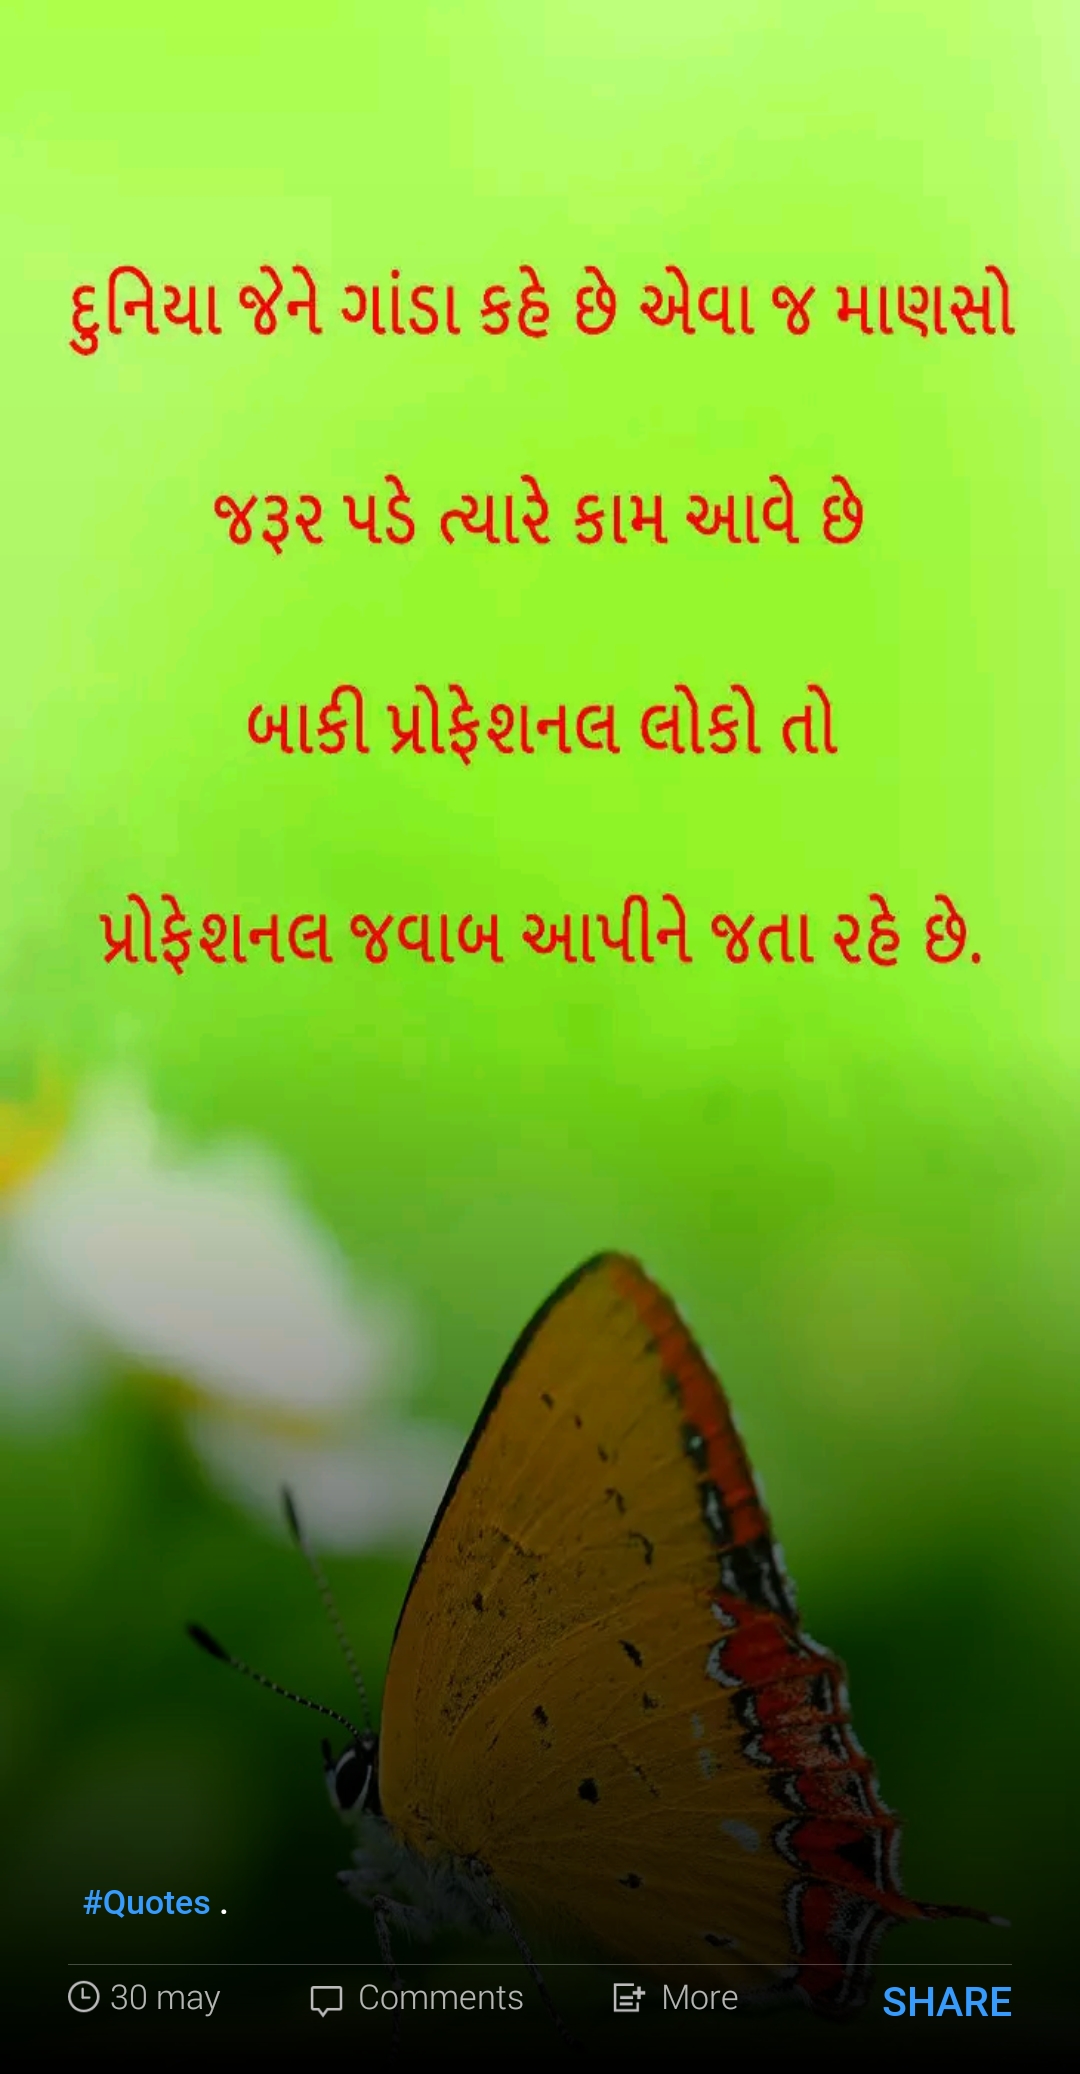 દુનિયા જેને ગાંડા કહે છે એવા જ માણસો
જરૂર પડે ત્યારે કામ આવે છે
બાકી પ્રોફેશનલ લોકો તો
પ્રોફેશનલ જવાબ આપીને જતા રહે છે.
#Quotes .
30 may Comments More SHARE